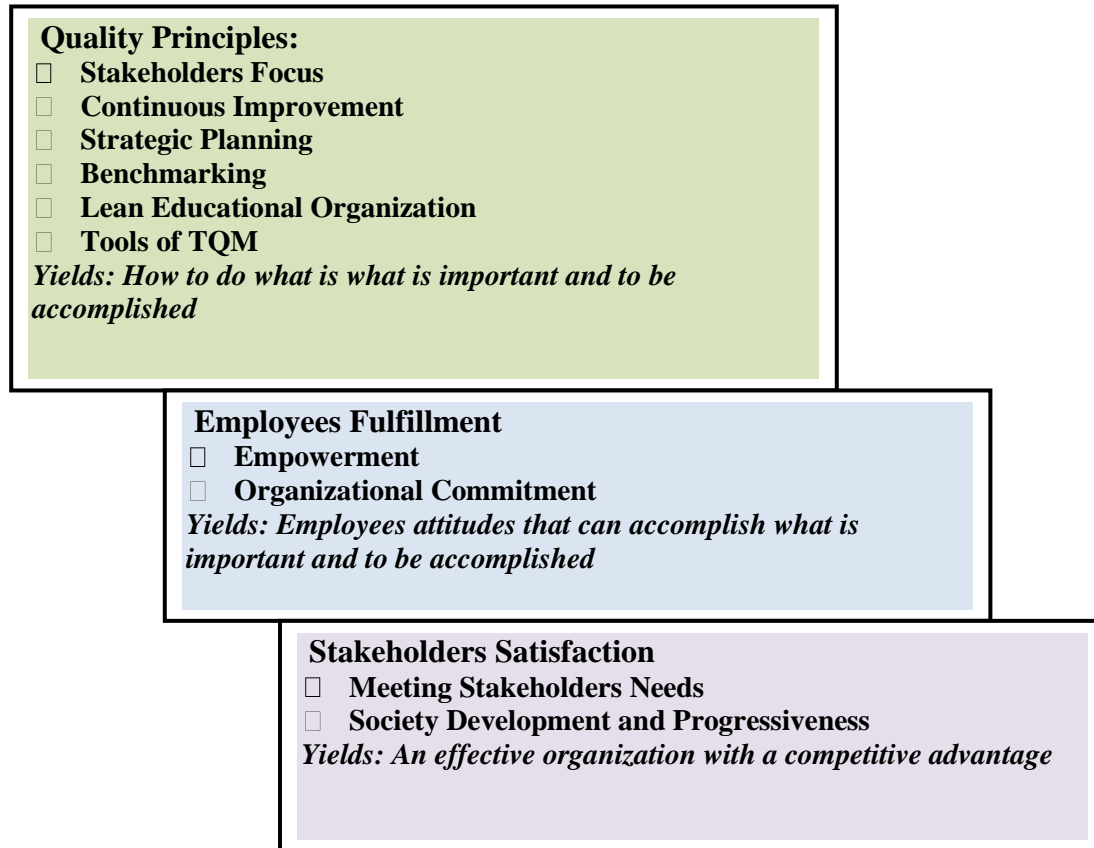 Quality Principles:
□ Stakeholders Focus
□ Continuous Improvement
□ Strategic Planning
□ Benchmarking
□ Lean Educational Organization
□ Tools of TQM
Yields: How to do what is what is important and to be
accomplished
Employees Fulfillment
□ Empowerment
□ Organizational Commitment
Yields: Employees attitudes that can accomplish what is
important and to be accomplished
Stakeholders Satisfaction
□ Meeting Stakeholders Needs
□ Society Development and Progressiveness
Yields: An effective organization with a competitive advantage